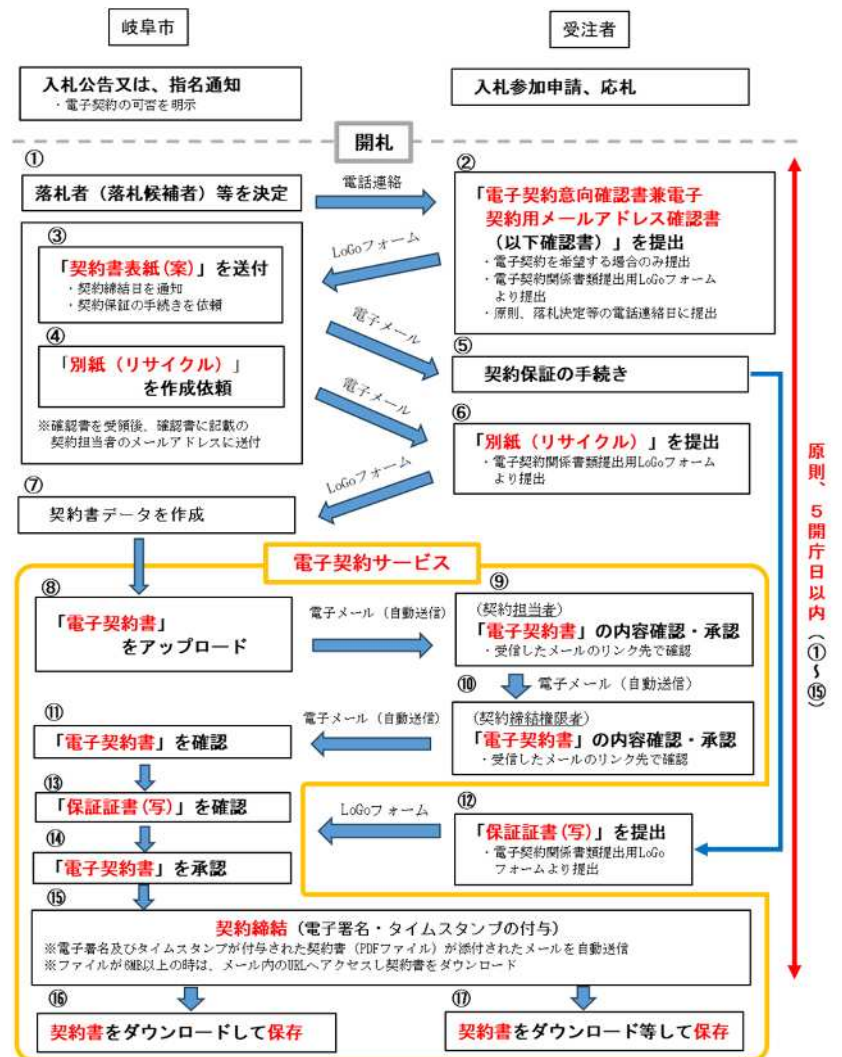 岐阜市
受注者
入札公告又は、指名通知
・電子契約の可否を明示
入札参加申請、応札
開札
①
落札者（落札候補者）等を決定
電話連絡
②
「電子契約意向確認書兼電子
契約用メールアドレス確認書
（以下確認書）」を提出
・電子契約を希望する場合のみ提出
・電子契約関係書類提出用LoGoフォーム
より提出
・原則、落札決定等の電話連絡日に提出
LoGoフォーム
③
「契約書表紙(案)」を送付
・契約締結日を通知
・契約保証の手続きを依頼
④
「別紙（リサイクル）」
を作成依頼
※確認書を受領後、確認書に記載の
契約担当者のメールアドレスに送付
電子メール
⑤
契約保証の手続き
電子メール
⑥
「別紙（リサイクル）」を提出
・電子契約関係書類提出用LoGoフォーム
より提出
LoGoフォーム
⑦
契約書データを作成
電子契約サービス
⑧
「電子契約書」
をアップロード
電子メール（自動送信）
⑨
(契約担当者)
「電子契約書」の内容確認・承認
・受信したメールのリンク先で確認
⑩
電子メール（自動送信）
(契約締結権限者)
「電子契約書」の内容確認・承認
・受信したメールのリンク先で確認
電子メール（自動送信）
⑪
「電子契約書」を確認
⑫
「保証証書(写)」を提出
・電子契約関係書類提出用LoGo
フォームより提出
LoGoフォーム
⑬
「保証証書(写)」を確認
⑭
「電子契約書」を承認
⑮
契約締結（電子署名・タイムスタンプの付与）
※電子署名及びタイムスタンプが付与された契約書（PDFファイル）が添付されたメールを自動送信
※ファイルが6MB以上の時は、メール内のURLへアクセスし契約書をダウンロード
⑯
契約書をダウンロードして保存
⑰
契約書をダウンロード等して保存
原則、５開庁日以内（①～⑮）